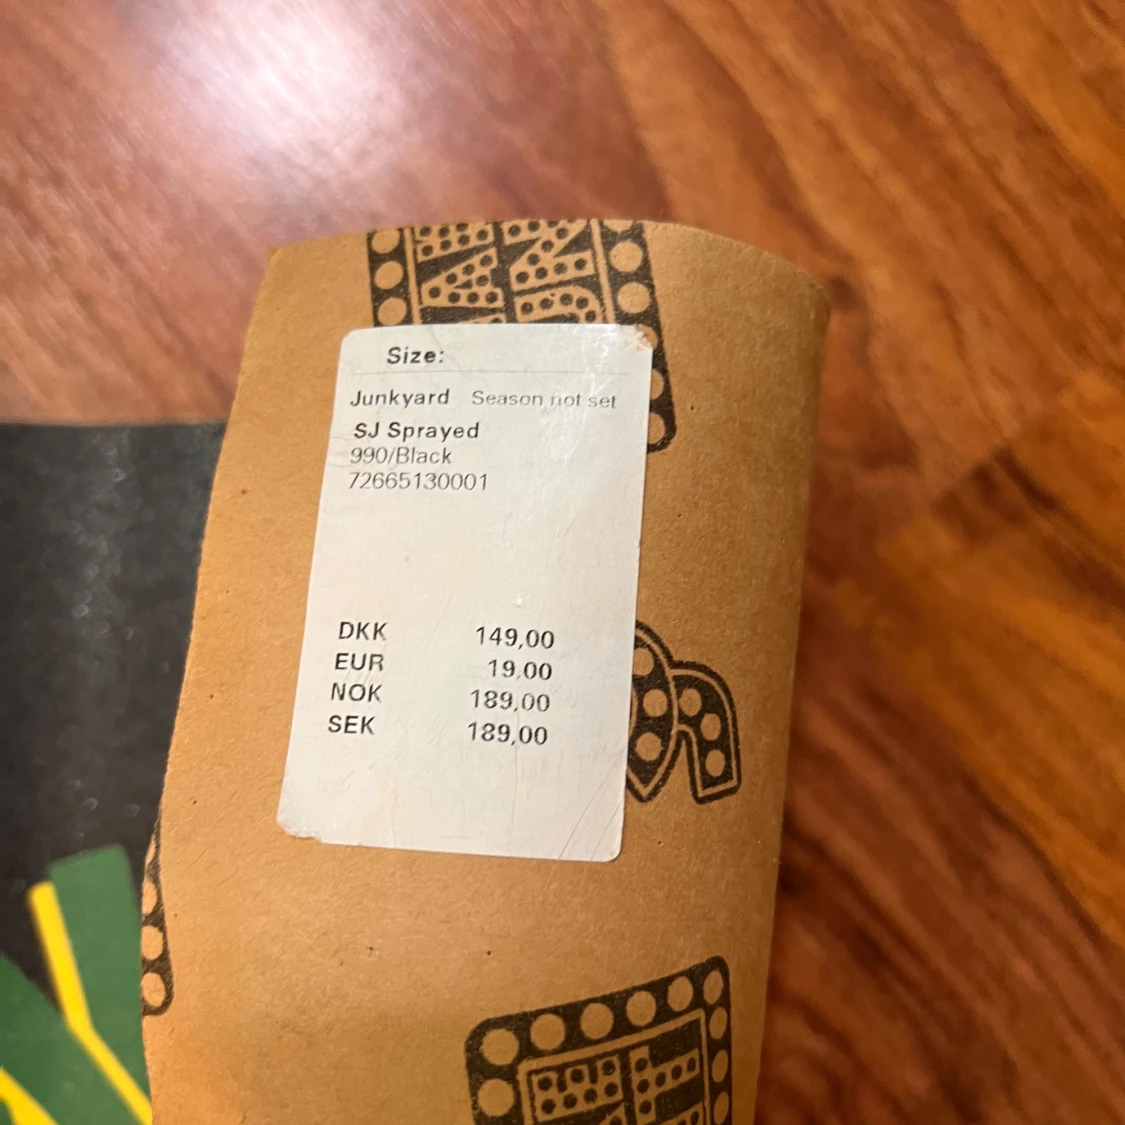 Size:
Junkyard Season not set
SJ Sprayed
990/Black
72665130001
DKK 149,00
EUR 19,00
NOK 189,00
SEK 189,00